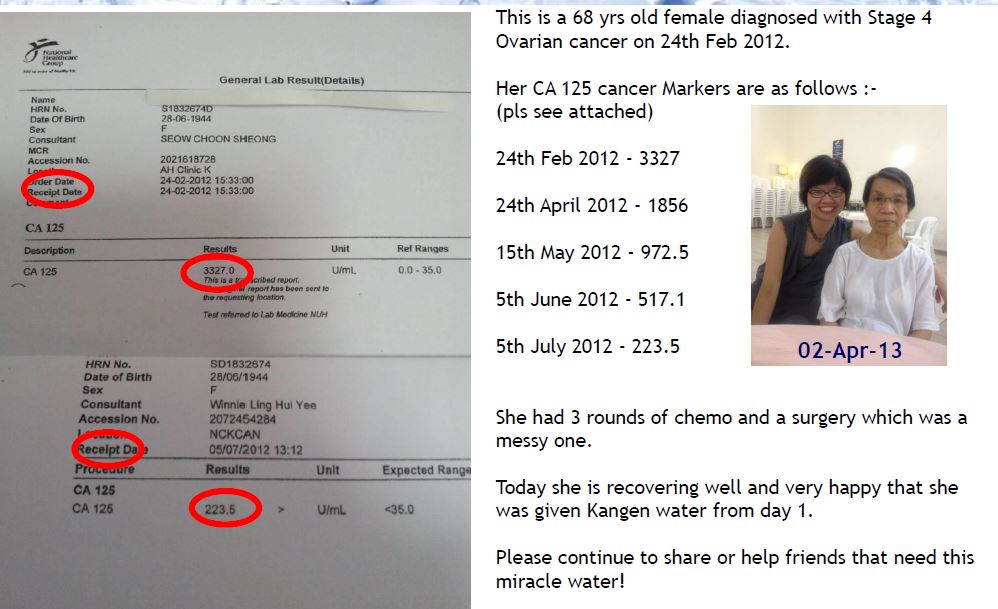 National
Healthcare
Group
General Lab Result(Details)
Name
HRN No. S1832674D
Date Of Birth 28-06-1944
Sex F
Consultant SEOW CHOON SHEONG
MCR
Accession No. 2021618728
AH Clinic K
Order Date 24-02-2012 15:33:00
Receipt Date 24-02-2012 15:33:00
CA 125
Description Results Unit Ref Ranges
CA 125 3327.0 U/mL 0.0 - 35.0
This is a transcribed report.
report has been sent to
the requesting location.
Test referred to Lab Medicine NUH
HRN No. SD1832674
Date of Birth 28/06/1944
Sex F
Consultant Winnie Ling Hui Yee
Accession No. 2072454284
Location NCKCAN
Receipt Date 05/07/2012 13:12
Procedure Results Unit Expected Range
CA 125
CA 125 223.5 > U/mL <35.0
This is a 68 yrs old female diagnosed with Stage 4
Ovarian cancer on 24th Feb 2012.
Her CA 125 cancer Markers are as follows :-
(pls see attached)
24th Feb 2012 - 3327
24th April 2012 - 1856
15th May 2012 - 972.5
5th June 2012 - 517.1
5th July 2012 - 223.5
02-Apr-13
She had 3 rounds of chemo and a surgery which was a
messy one.
Today she is recovering well and very happy that she
was given Kangen water from day 1.
Please continue to share or help friends that need this
miracle water!